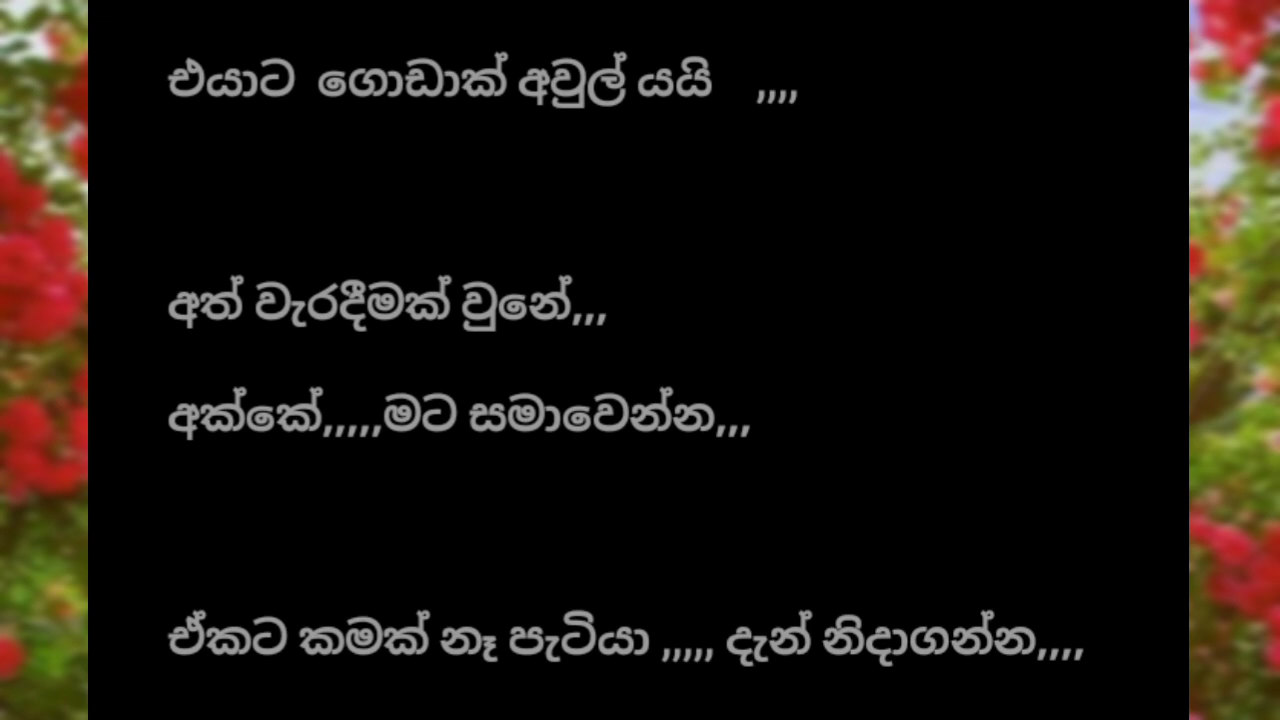 එයාට ගොඩාක් අවුල් යයි ,,,,
අත් වැරදීමක් වුනේ,,,
අක්කේ,,,,,මට සමාවෙන්න,,,
ඒකට කමක් නෑ පැටියා ,,,,, දැන් නිදාගන්න,,,,